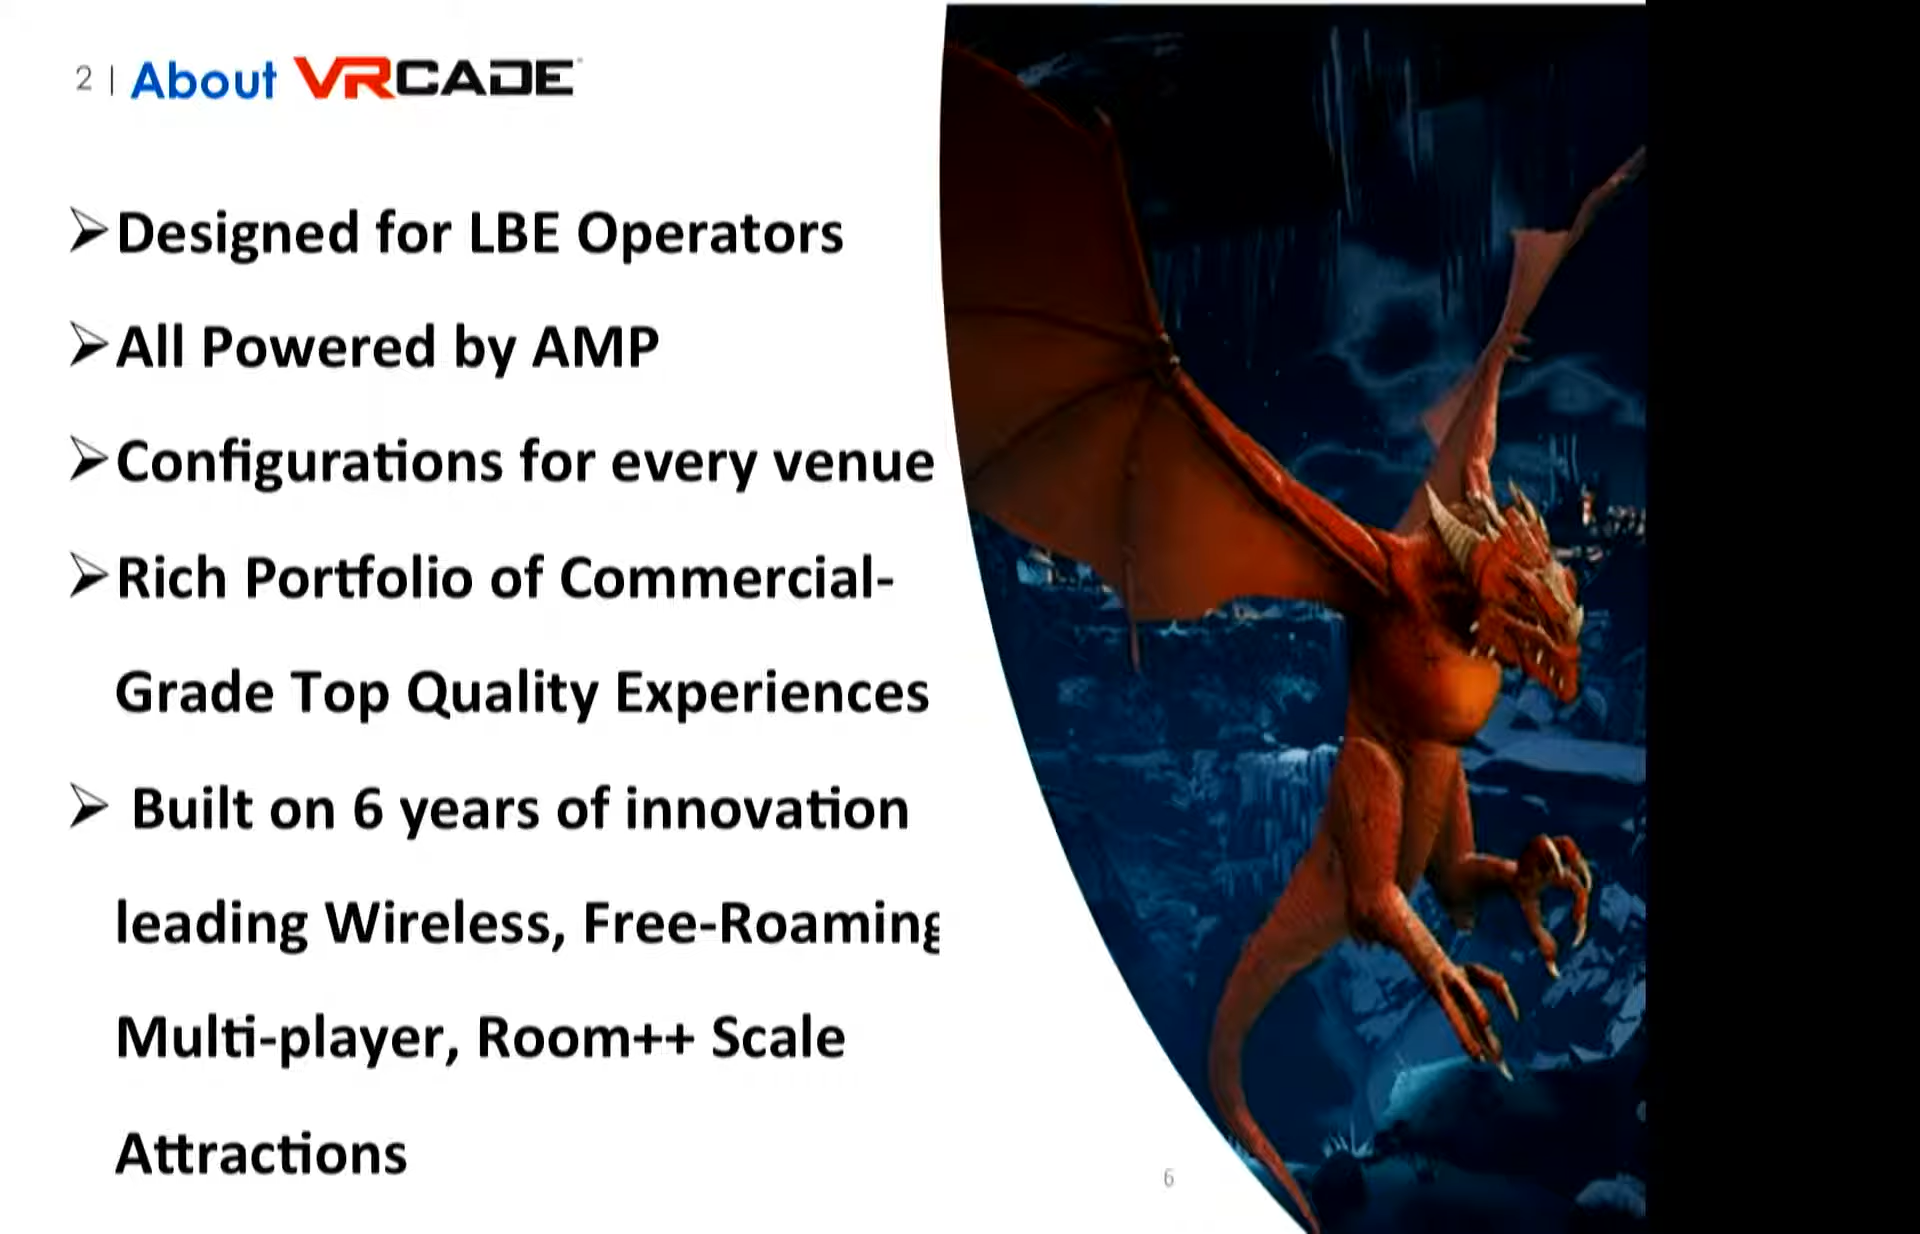 2 | About VRCADE
➢Designed for LBE Operators
➢All Powered by AMP
➢Configurations for every venue
➢Rich Portfolio of Commercial-
Grade Top Quality Experiences
➢ Built on 6 years of innovation
leading Wireless, Free-Roaming
Multi-player, Room++ Scale
Attractions
6